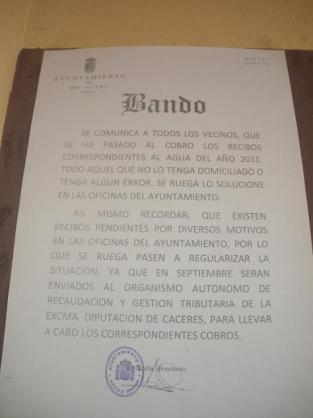 AYUNTAMIENTO
DE
Bando
SE COMUNICA A TODOS LOS VECINOS, QUE
SE HA PASADO AL COBRO LOS RECIBOS
CORRESPONDIENTES AL AGUA DEL AÑO 2011.
TODO AQUEL QUE NO LO TENGA DOMICILIADO O
TENGA ALGUN ERROR, SE RUEGA LO SOLUCIONE
EN LAS OFICINAS DEL AYUNTAMIENTO.
ASI MISMO RECORDAR, QUE EXISTEN
RECIBOS PENDIENTES POR DIVERSOS MOTIVOS
EN LAS OFICINAS DEL AYUNTAMIENTO, POR LO
QUE SE RUEGA PASEN A REGULARIZAR LA
SITUACIÓN, YA QUE EN SEPTIEMBRE SERAN
ENVIADOS AL ORGANISMO AUTONOMO DE
RECAUDACION Y GESTION TRIBUTARIA DE LA
EXCMA. DIPUTACION DE CACERES, PARA LLEVAR
A CABO LOS CORRESPONDIENTES COBROS.